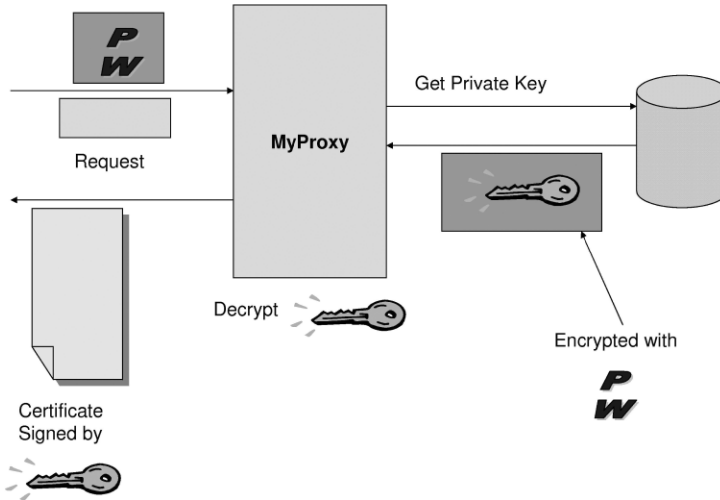 P
W
Get Private Key
MyProxy
Request
Decrypt
Encrypted with
P
W
Certificate
Signed by